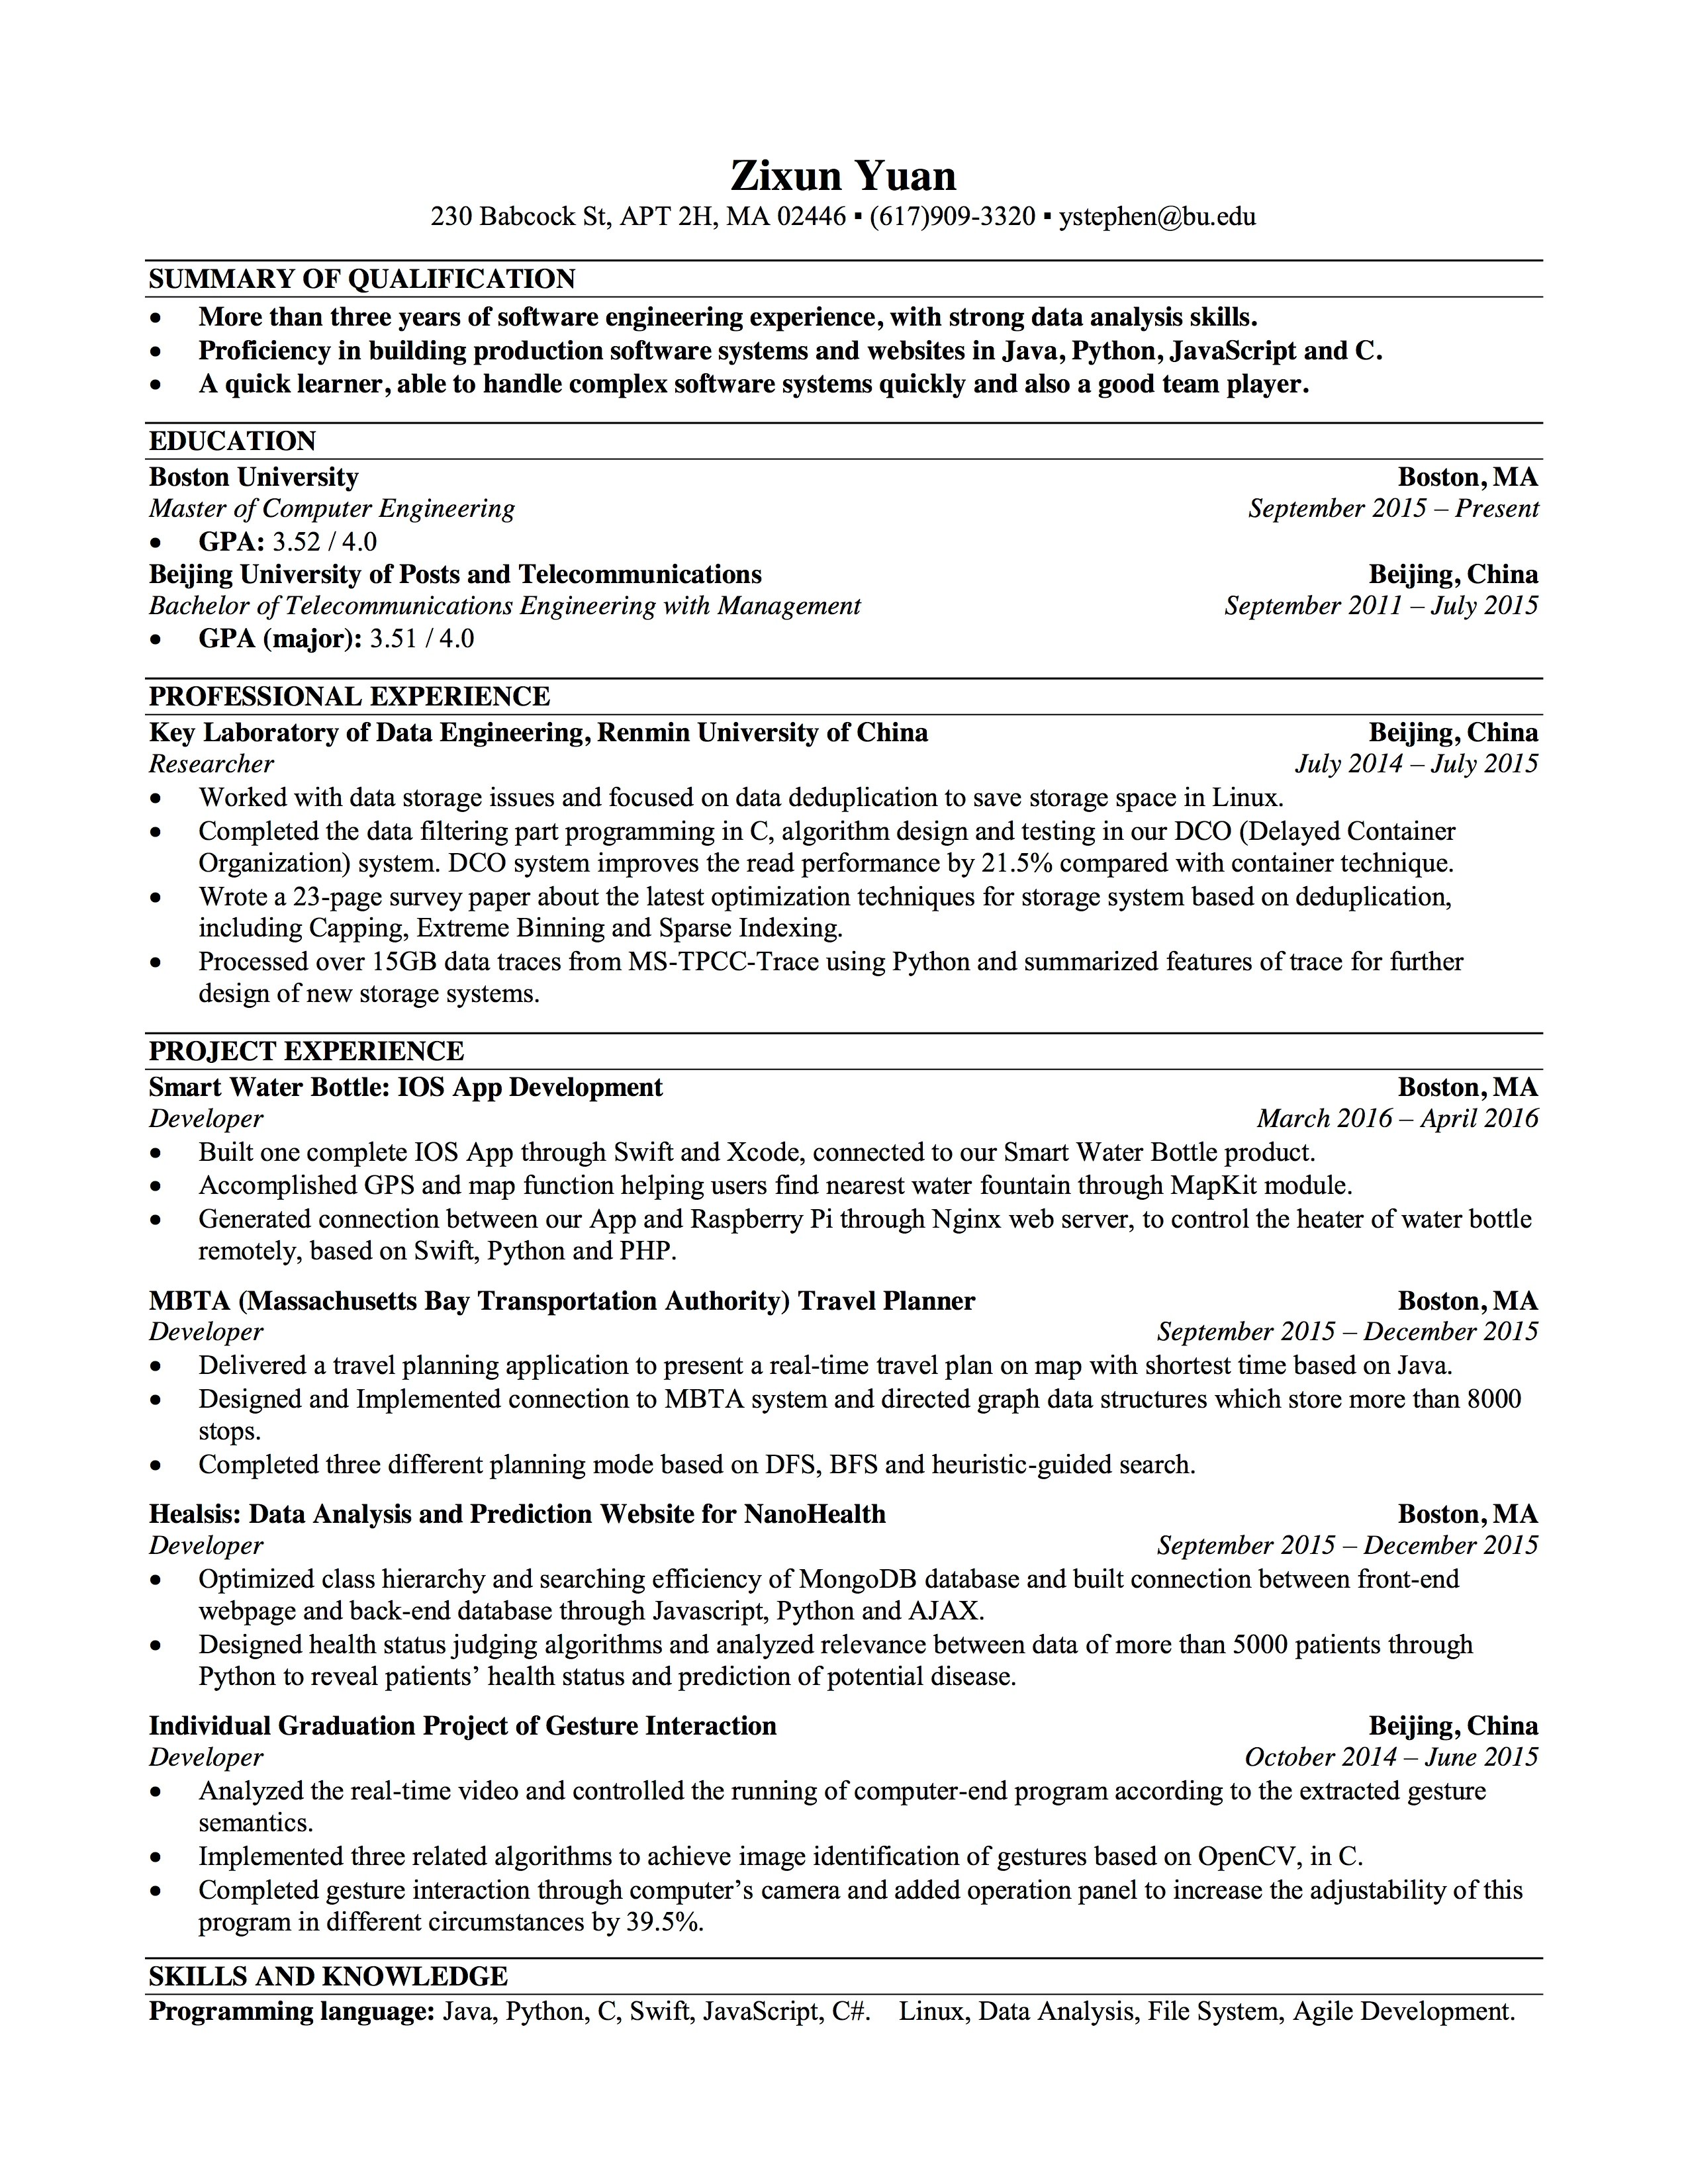 Zixun Yuan
230 Babcock St, APT 2H, MA 02446 ▪ (617)909-3320 ▪ ystephen@bu.edu
SUMMARY OF QUALIFICATION
• More than three years of software engineering experience, with strong data analysis skills.
• Proficiency in building production software systems and websites in Java, Python, JavaScript and C.
• A quick learner, able to handle complex software systems quickly and also a good team player.
EDUCATION
Boston University Boston, MA
Master of Computer Engineering September 2015 – Present
• GPA: 3.52 / 4.0
Beijing University of Posts and Telecommunications Beijing, China
Bachelor of Telecommunications Engineering with Management September 2011 – July 2015
• GPA (major): 3.51 / 4.0
PROFESSIONAL EXPERIENCE
Key Laboratory of Data Engineering, Renmin University of China Beijing, China
Researcher July 2014 – July 2015
• Worked with data storage issues and focused on data deduplication to save storage space in Linux.
• Completed the data filtering part programming in C, algorithm design and testing in our DCO (Delayed Container
Organization) system. DCO system improves the read performance by 21.5% compared with container technique.
• Wrote a 23-page survey paper about the latest optimization techniques for storage system based on deduplication,
including Capping, Extreme Binning and Sparse Indexing.
• Processed over 15GB data traces from MS-TPCC-Trace using Python and summarized features of trace for further
design of new storage systems.
PROJECT EXPERIENCE
Smart Water Bottle: IOS App Development Boston, MA
Developer March 2016 – April 2016
• Built one complete IOS App through Swift and Xcode, connected to our Smart Water Bottle product.
• Accomplished GPS and map function helping users find nearest water fountain through MapKit module.
• Generated connection between our App and Raspberry Pi through Nginx web server, to control the heater of water bottle
remotely, based on Swift, Python and PHP.
MBTA (Massachusetts Bay Transportation Authority) Travel Planner Boston, MA
Developer September 2015 – December 2015
• Delivered a travel planning application to present a real-time travel plan on map with shortest time based on Java.
• Designed and Implemented connection to MBTA system and directed graph data structures which store more than 8000
stops.
• Completed three different planning mode based on DFS, BFS and heuristic-guided search.
Healsis: Data Analysis and Prediction Website for NanoHealth Boston, MA
Developer September 2015 – December 2015
• Optimized class hierarchy and searching efficiency of MongoDB database and built connection between front-end
webpage and back-end database through Javascript, Python and AJAX.
• Designed health status judging algorithms and analyzed relevance between data of more than 5000 patients through
Python to reveal patients’ health status and prediction of potential disease.
Individual Graduation Project of Gesture Interaction Beijing, China
Developer October 2014 – June 2015
• Analyzed the real-time video and controlled the running of computer-end program according to the extracted gesture
semantics.
• Implemented three related algorithms to achieve image identification of gestures based on OpenCV, in C.
• Completed gesture interaction through computer’s camera and added operation panel to increase the adjustability of this
program in different circumstances by 39.5%.
SKILLS AND KNOWLEDGE
Programming language: Java, Python, C, Swift, JavaScript, C#. Linux, Data Analysis, File System, Agile Development.